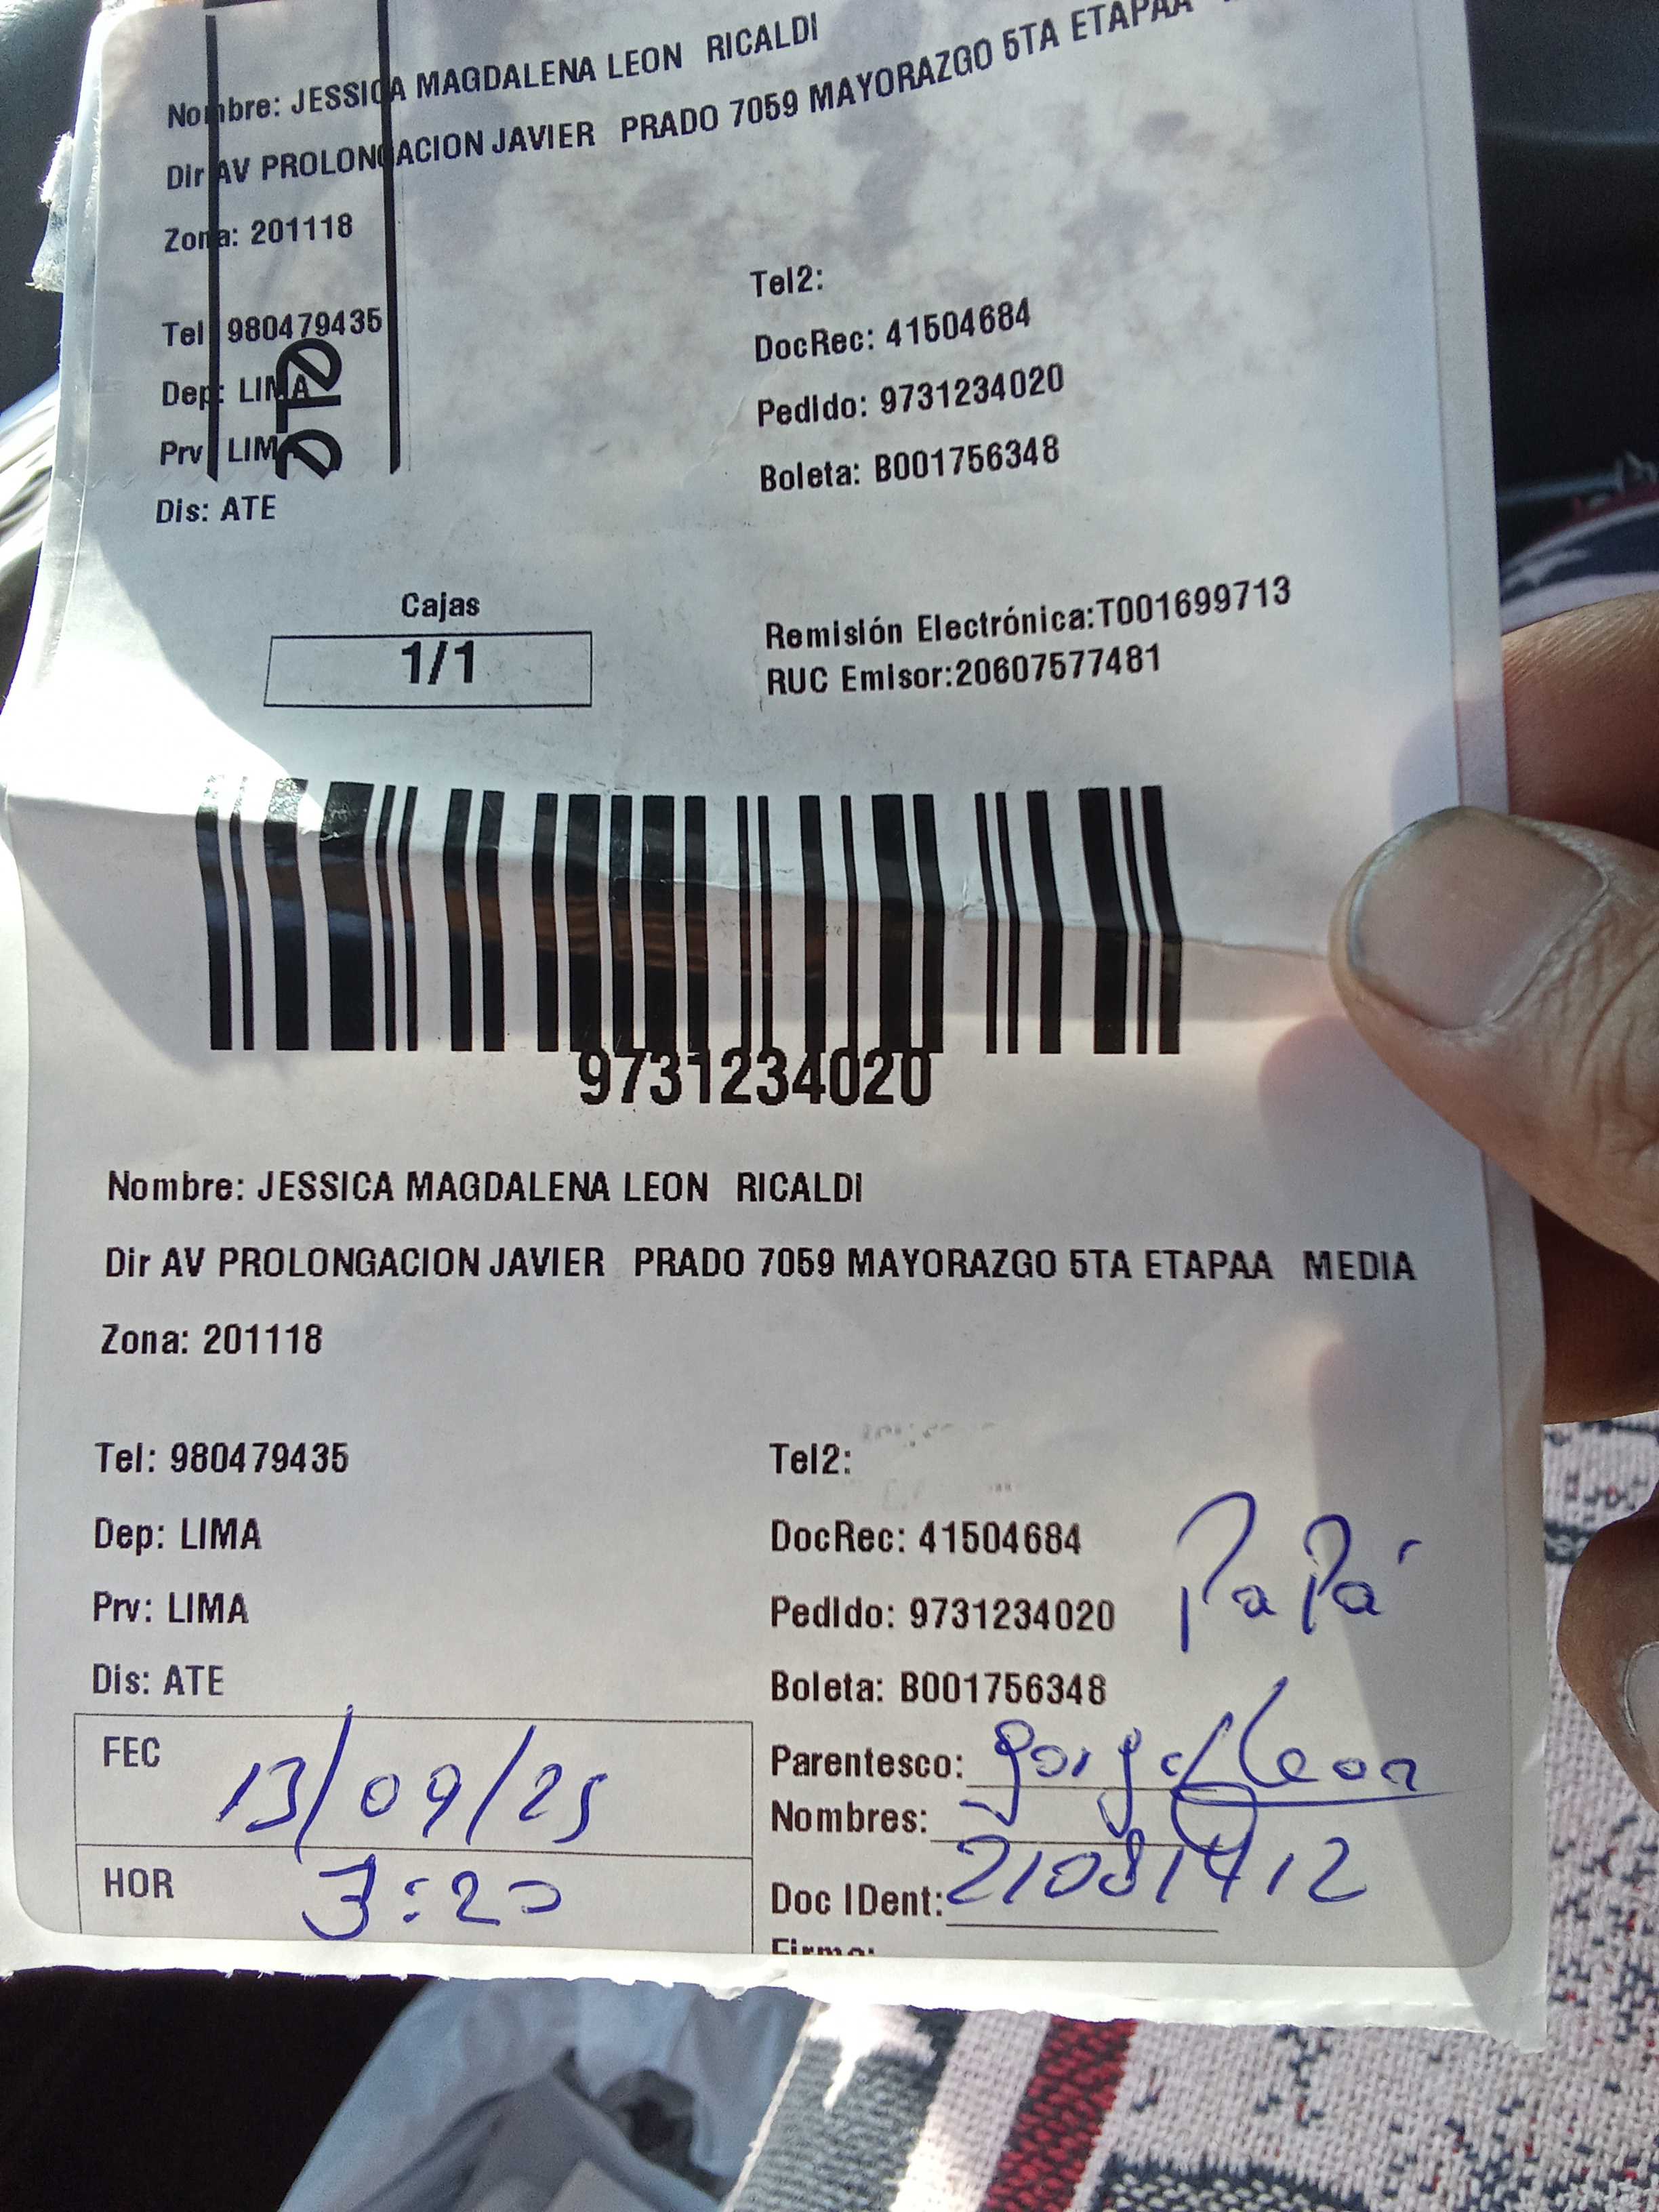 Nombre: JESSICA MAGDALENA LEON RICALDI
Dir AV PROLONGACION JAVIER PRADO 7059 MAYORAZGO 5TA ETAPAA
Zona: 201118
Tel: 980479435
Tel2:
Dep: LIMA
DocRec: 41504684
Prv: LIMA
Pedido: 9731234020
Dis: ATE
Boleta: B001756348
Cajas
1/1
Remisión Electrónica:T001699713
RUC Emisor:20607577481
9731234020
Nombre: JESSICA MAGDALENA LEON RICALDI
Dir AV PROLONGACION JAVIER PRADO 7059 MAYORAZGO 5TA ETAPAA MEDIA
Zona: 201118
Tel: 980479435
Tel2:
Dep: LIMA
DocRec: 41504684
Prv: LIMA
Pedido: 9731234020
PaPá
Dis: ATE
Boleta: B001756348
FEC 13/09/25
Parentesco: Leon
Nombres:
HOR 3:20
Doc IDent:
Firma: